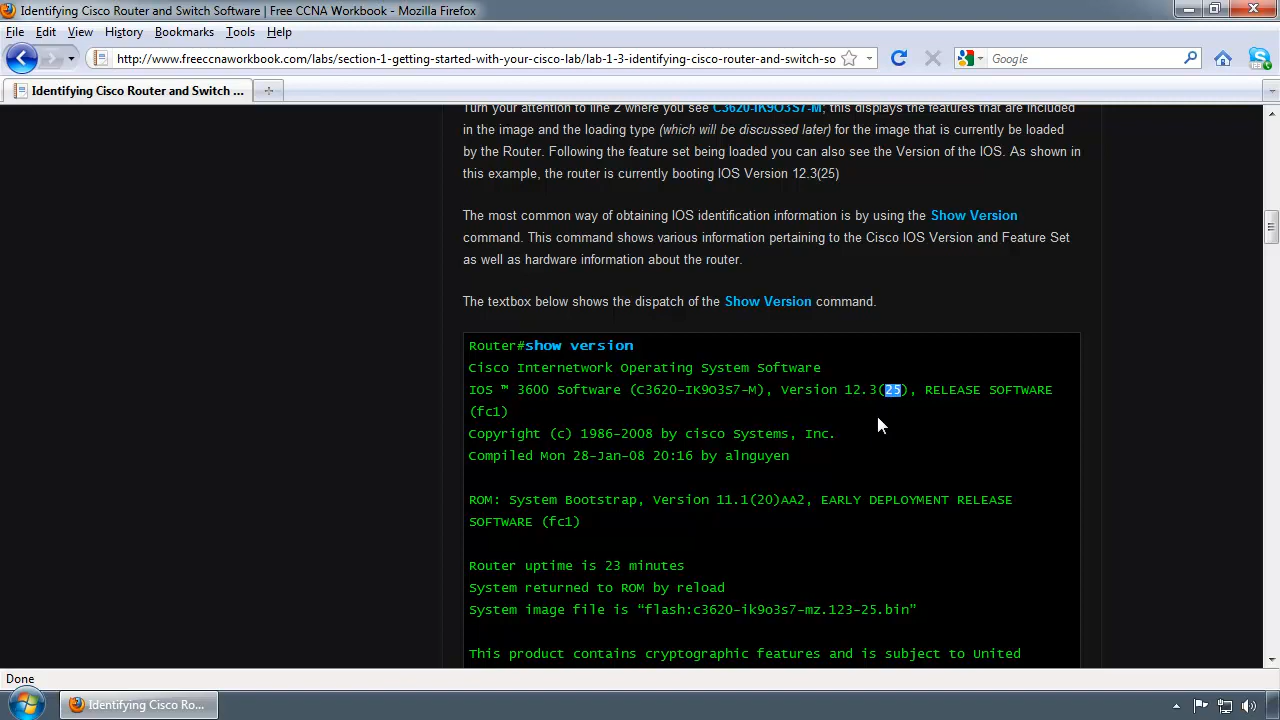 Identifying Cisco Router and Switch Software | Free CCNA Workbook - Mozilla Firefox
File Edit View History Bookmarks Tools Help
http://www.freeccnaworkbook.com/labs/section-1-getting-started-with-your-cisco-lab/lab-1-3-identifying-cisco-router-and-switch-so
Google
Identifying Cisco Router and Switch ...
Turn your attention to line 2 where you see C3620-IK9O3S7-M; this displays the features that are included
in the image and the loading type (which will be discussed later) for the image that is currently be loaded
by the Router. Following the feature set being loaded you can also see the Version of the IOS. As shown in
this example, the router is currently booting IOS Version 12.3(25)
The most common way of obtaining IOS identification information is by using the Show Version
command. This command shows various information pertaining to the Cisco IOS Version and Feature Set
as well as hardware information about the router.
The textbox below shows the dispatch of the Show Version command.
Router#show version
Cisco Internetwork Operating System Software
IOS ™ 3600 Software (C3620-IK9O3S7-M), Version 12.3(25), RELEASE SOFTWARE
(fc1)
Copyright (c) 1986-2008 by cisco Systems, Inc.
Compiled Mon 28-Jan-08 20:16 by alnguyen
ROM: System Bootstrap, Version 11.1(20)AA2, EARLY DEPLOYMENT RELEASE
SOFTWARE (fc1)
Router uptime is 23 minutes
System returned to ROM by reload
System image file is “flash:c3620-ik9o3s7-mz.123-25.bin”
This product contains cryptographic features and is subject to United
Done
Identifying Cisco Ro...